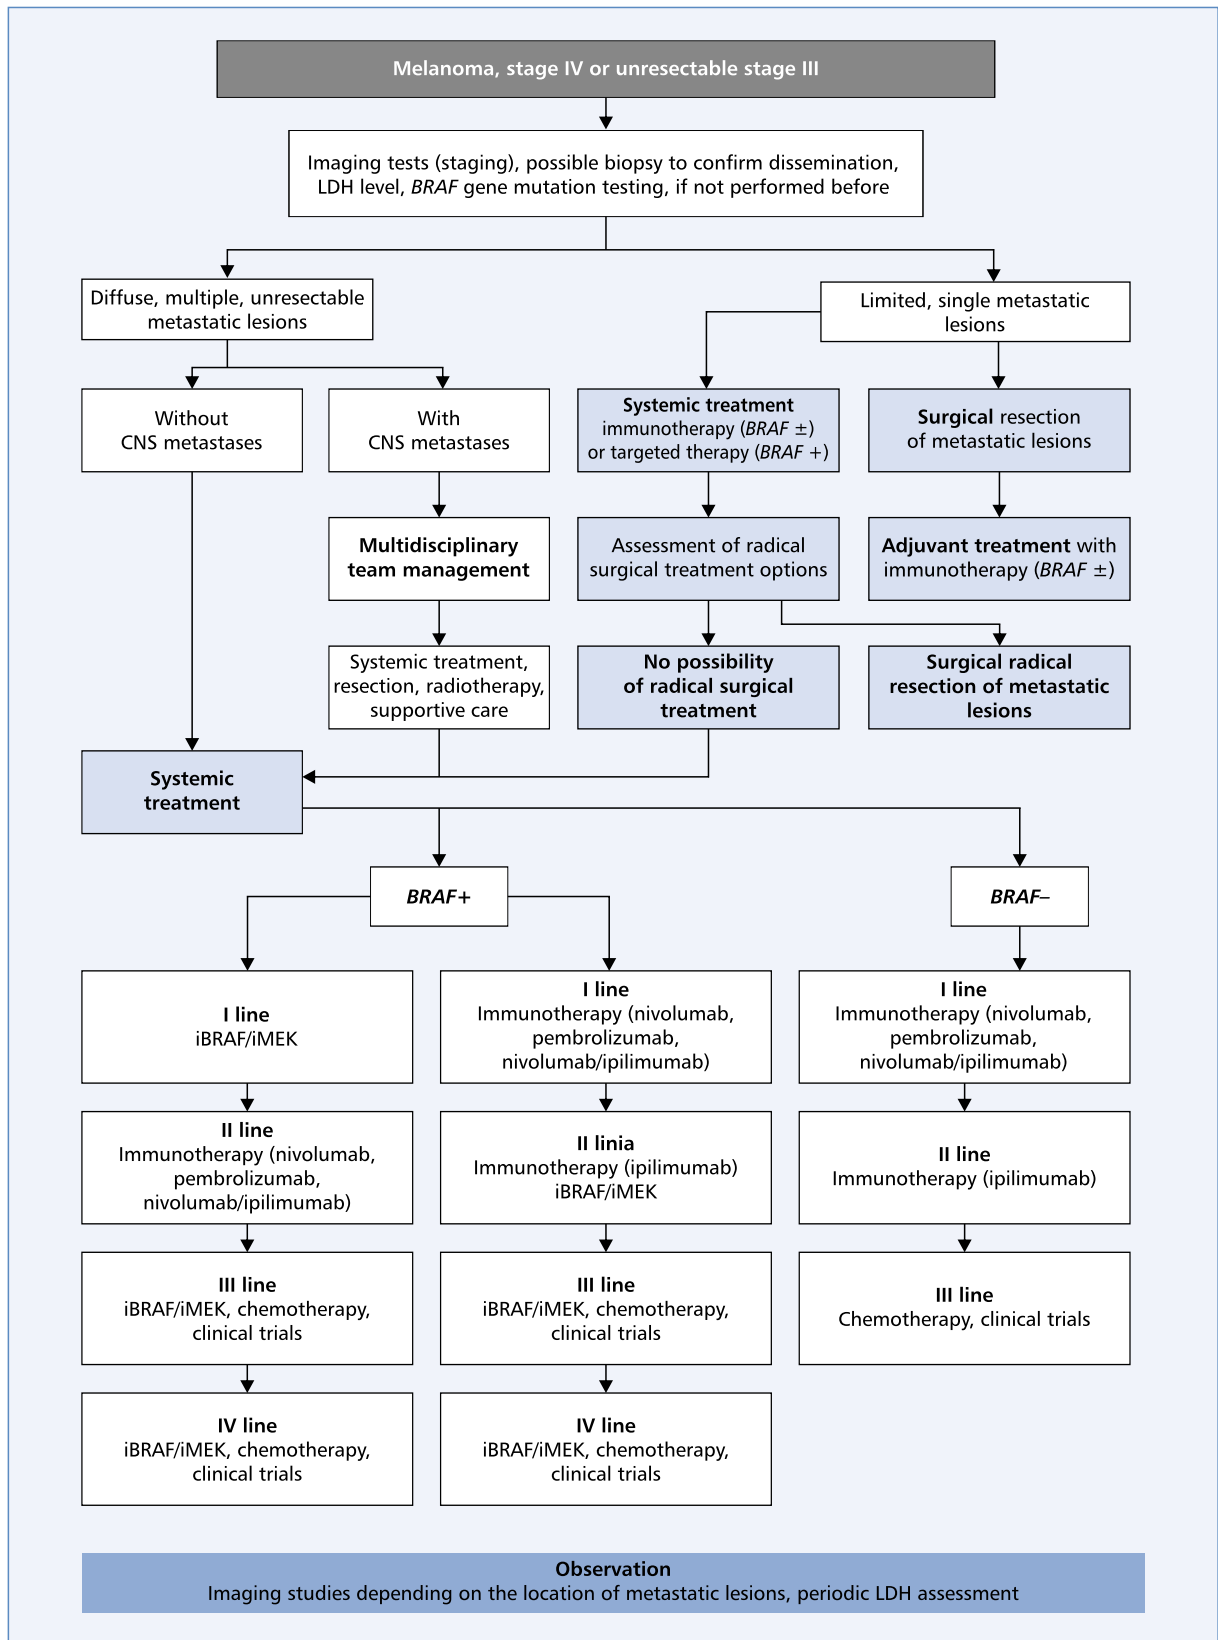 Melanoma, stage IV or unresectable stage III
Imaging tests (staging), possible biopsy to confirm dissemination,
LDH level, BRAF gene mutation testing, if not performed before
Diffuse, multiple, unresectable
metastatic lesions
Limited, single metastatic
lesions
Without
CNS metastases
With
CNS metastases
Systemic treatment
immunotherapy (BRAF ±)
or targeted therapy (BRAF +)
Surgical resection
of metastatic lesions
Multidisciplinary
team management
Assessment of radical
surgical treatment options
Adjuvant treatment with
immunotherapy (BRAF ±)
Systemic treatment,
resection, radiotherapy,
supportive care
No possibility
of radical surgical
treatment
Surgical radical
resection of metastatic
lesions
Systemic
treatment
BRAF+
BRAF–
I line
iBRAF/iMEK
I line
Immunotherapy (nivolumab,
pembrolizumab,
nivolumab/ipilimumab)
I line
Immunotherapy (nivolumab,
pembrolizumab,
nivolumab/ipilimumab)
II line
Immunotherapy (nivolumab,
pembrolizumab,
nivolumab/ipilimumab)
II linia
Immunotherapy (ipilimumab)
iBRAF/iMEK
II line
Immunotherapy (ipilimumab)
III line
iBRAF/iMEK, chemotherapy,
clinical trials
III line
iBRAF/iMEK, chemotherapy,
clinical trials
III line
Chemotherapy, clinical trials
IV line
iBRAF/iMEK, chemotherapy,
clinical trials
IV line
iBRAF/iMEK, chemotherapy,
clinical trials
Observation
Imaging studies depending on the location of metastatic lesions, periodic LDH assessment